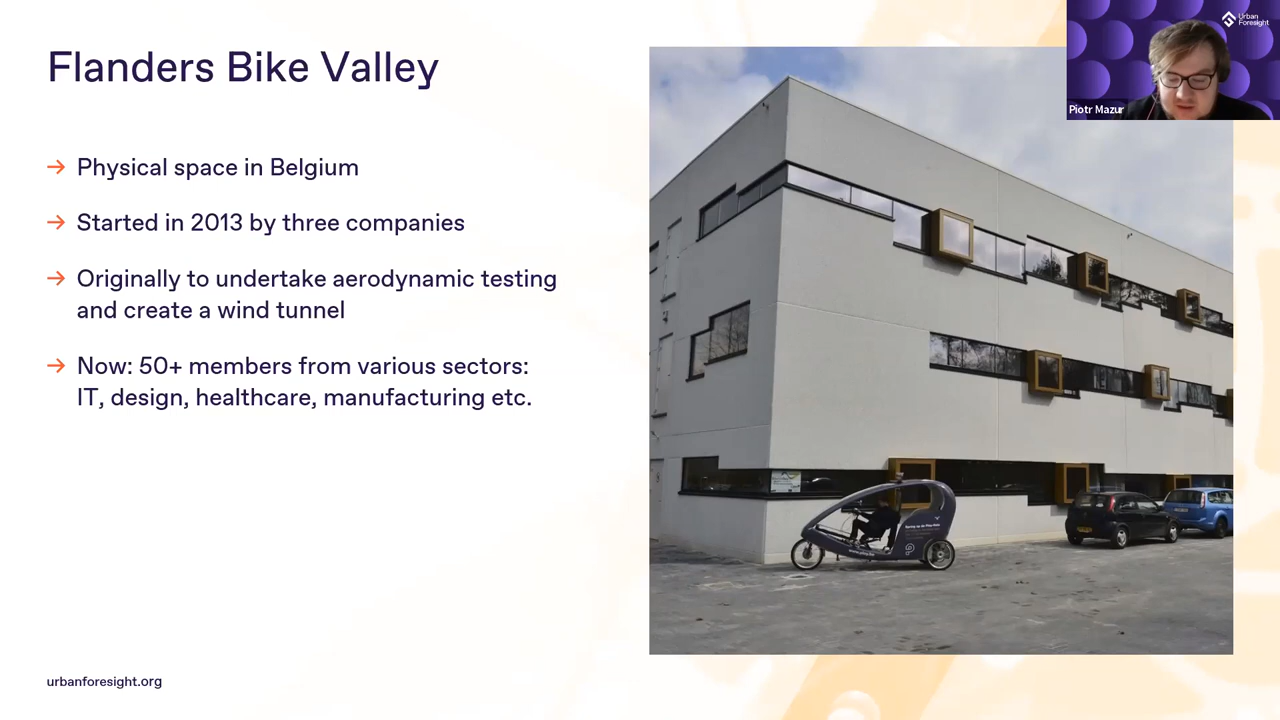 Flanders Bike Valley
→ Physical space in Belgium
→ Started in 2013 by three companies
→ Originally to undertake aerodynamic testing
and create a wind tunnel
→ Now: 50+ members from various sectors:
IT, design, healthcare, manufacturing etc.
urbanforesight.org
Urban
Foresight
Piotr Mazur